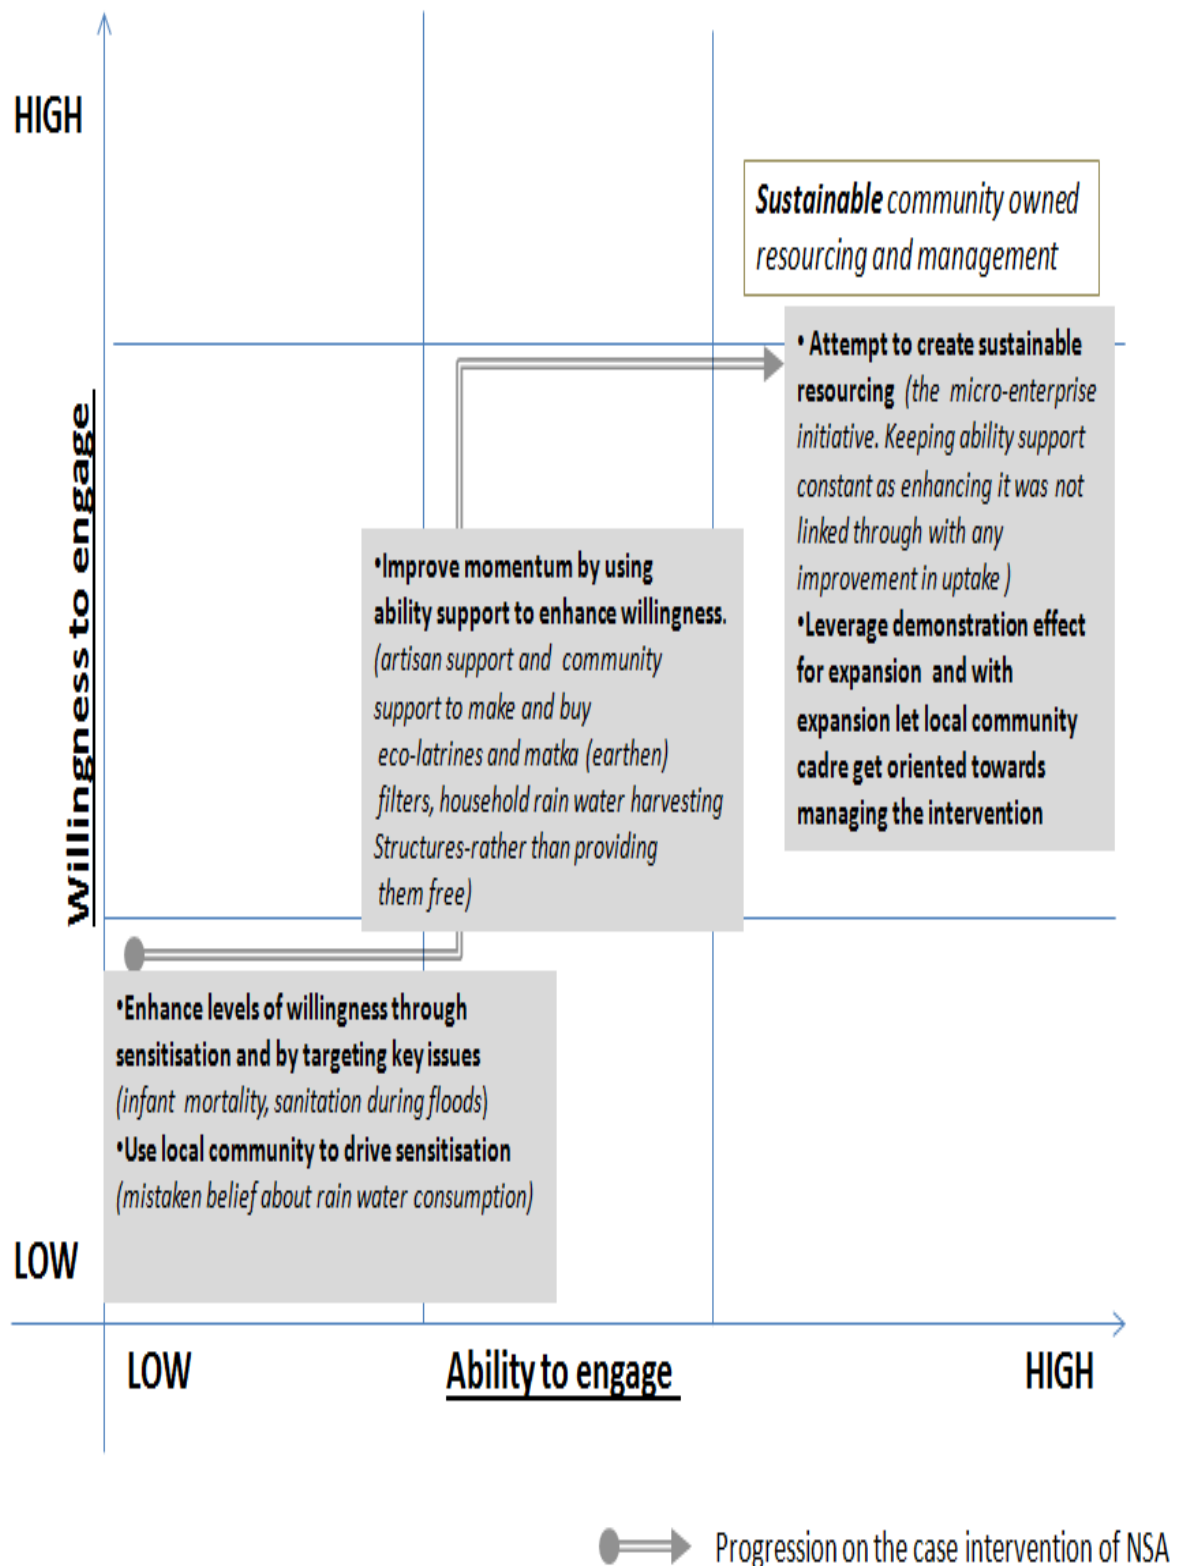 HIGH
Sustainable community owned
resourcing and management
• Attempt to create sustainable
resourcing (the micro-enterprise
initiative. Keeping ability support
constant as enhancing it was not
linked through with any
improvement in uptake )
•Leverage demonstration effect
for expansion and with
expansion let local community
cadre get oriented towards
managing the intervention
Willingness to engage
•Improve momentum by using
ability support to enhance willingness.
(artisan support and community
support to make and buy
eco-latrines and matka (earthen)
filters, household rain water harvesting
Structures-rather than providing
them free)
•Enhance levels of willingness through
sensitisation and by targeting key issues
(infant mortality, sanitation during floods)
•Use local community to drive sensitisation
(mistaken belief about rain water consumption)
LOW
LOW
Ability to engage
HIGH
Progression on the case intervention of NSA